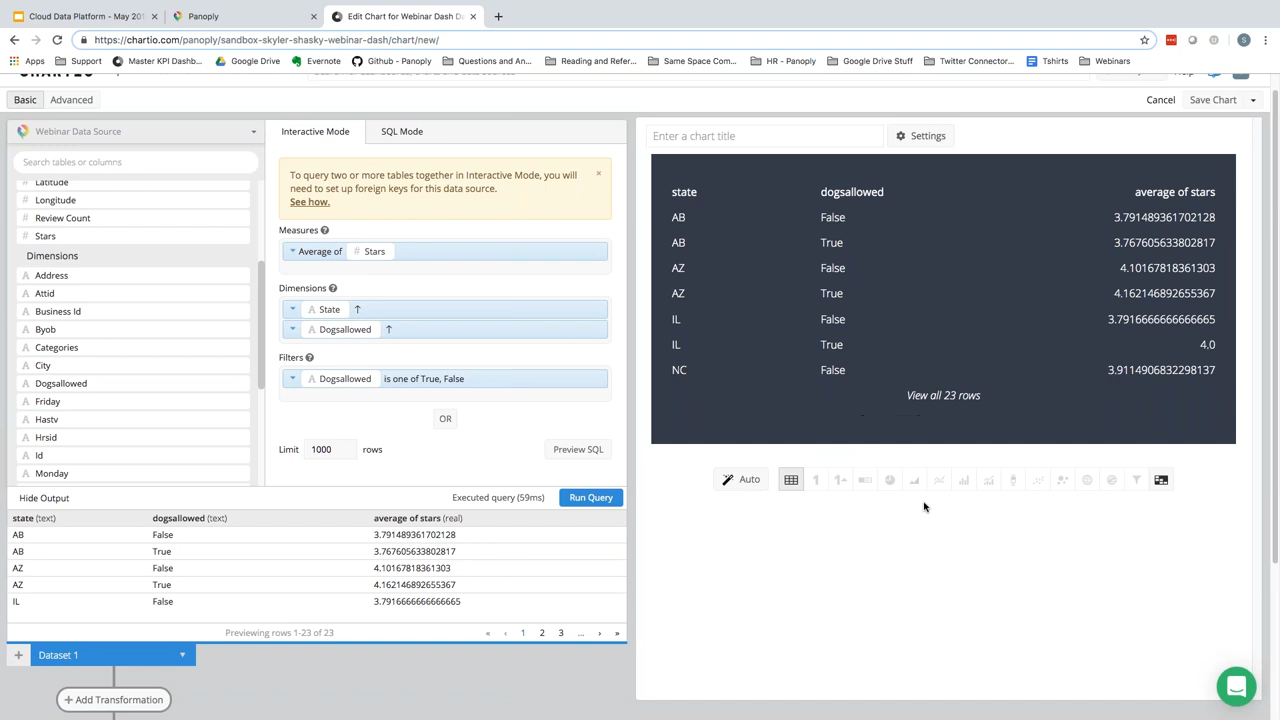 Cloud Data Platform - May 201
Panoply
Edit Chart for Webinar Dash D
https://chartio.com/panoply/sandbox-skyler-shasky-webinar-dash/chart/new/
Apps Support Master KPI Dashb... Google Drive Evernote Github - Panoply Questions and An... Reading and Refer... Same Space Com... HR - Panoply Google Drive Stuff Twitter Connector... Tshirts Webinars
Basic Advanced Cancel Save Chart
Webinar Data Source
Search tables or columns
Latitude
Longitude
# Review Count
# Stars
Dimensions
A Address
A Attid
A Business Id
A Byob
A Categories
A City
A Dogsallowed
A Friday
A Hastv
A Hrsid
A Id
A Monday
Interactive Mode SQL Mode
To query two or more tables together in Interactive Mode, you will
need to set up foreign keys for this data source.
See how.
Measures
Average of # Stars
Dimensions
A State ↑
A Dogsallowed ↑
Filters
A Dogsallowed is one of True, False
OR
Limit 1000 rows Preview SQL
Hide Output Executed query (59ms) Run Query
state (text) dogsallowed (text) average of stars (real)
AB False 3.791489361702128
AB True 3.767605633802817
AZ False 4.10167818361303
AZ True 4.162146892655367
IL False 3.7916666666666665
Previewing rows 1-23 of 23 « ‹ 1 2 3 ... › »
+ Dataset 1
+ Add Transformation
Enter a chart title Settings
state dogsallowed average of stars
AB False 3.791489361702128
AB True 3.767605633802817
AZ False 4.10167818361303
AZ True 4.162146892655367
IL False 3.7916666666666665
IL True 4.0
NC False 3.9114906832298137
View all 23 rows
Auto